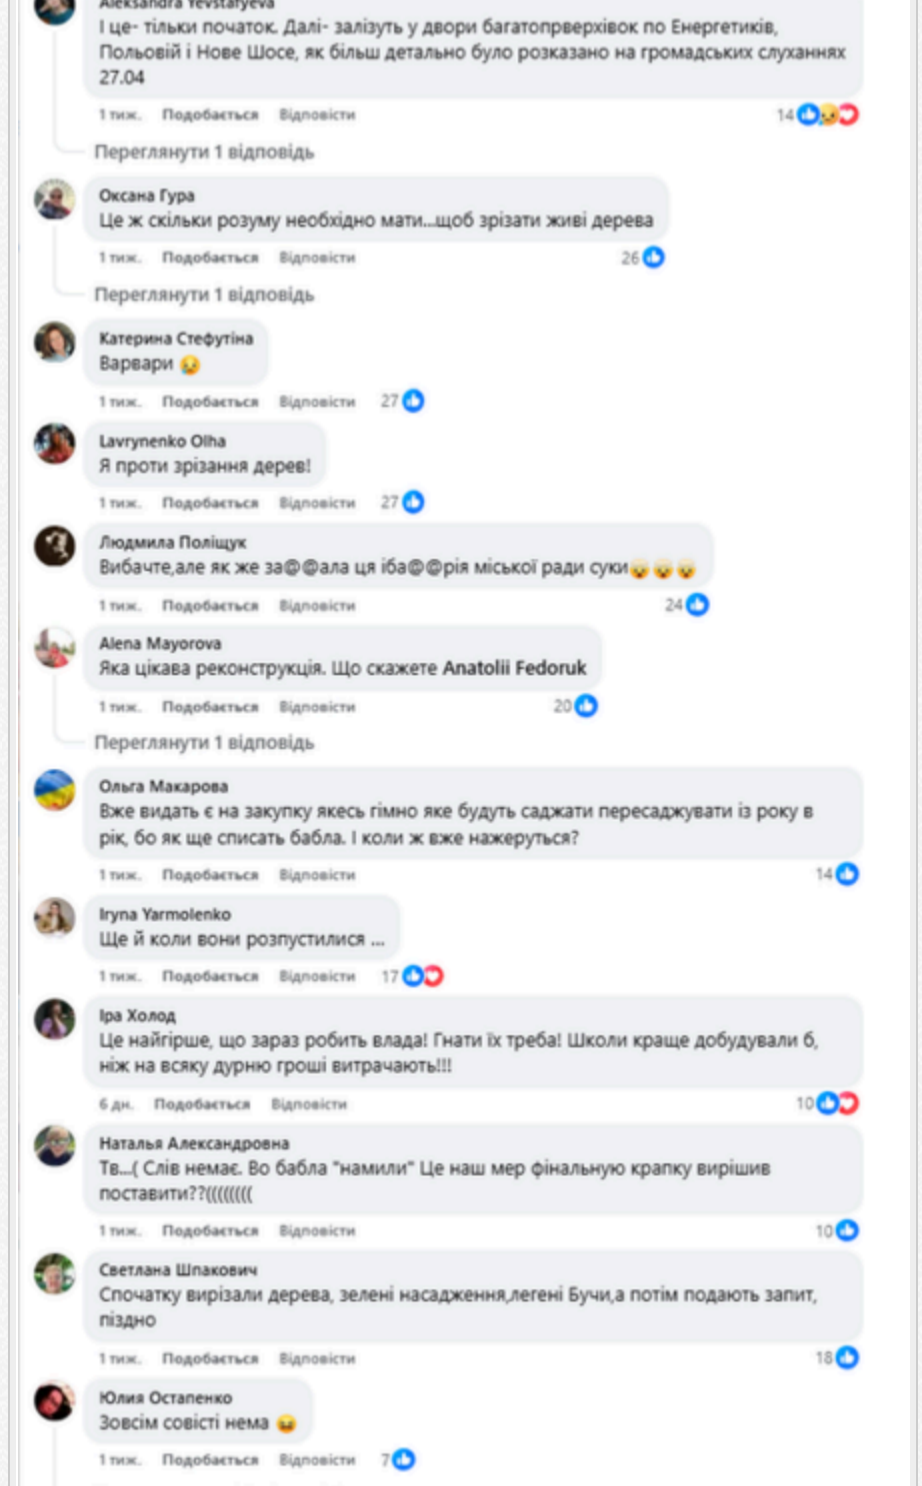 Aleksandra Yevstafyeva
І це- тільки початок. Далі- залізуть у двори багатопрверхівок по Енергетиків,
Польовій і Нове Шосе, як більш детально було розказано на громадських слуханнях
27.04
1 тиж. Подобається Відповісти 14
Переглянути 1 відповідь
Оксана Гура
Це ж скільки розуму необхідно мати...щоб зрізати живі дерева
1 тиж. Подобається Відповісти 26
Переглянути 1 відповідь
Катерина Стефутіна
Варвари 😢
1 тиж. Подобається Відповісти 27
Lavrynenko Olha
Я проти зрізання дерев!
1 тиж. Подобається Відповісти 27
Людмила Поліщук
Вибачте,але як же за@@ала ця іба@@рія міської ради суки🤯🤯🤯
1 тиж. Подобається Відповісти 24
Alena Mayorova
Яка цікава реконструкція. Що скажете Anatolii Fedoruk
1 тиж. Подобається Відповісти 20
Переглянути 1 відповідь
Ольга Макарова
Вже видать є на закупку якесь гімно яке будуть саджати пересаджувати із року в
рік, бо як ще списать бабла. І коли ж вже нажеруться?
1 тиж. Подобається Відповісти 14
Iryna Yarmolenko
Ще й коли вони розпустилися ...
1 тиж. Подобається Відповісти 17
Іра Холод
Це найгірше, що зараз робить влада! Гнати їх треба! Школи краще добудували б,
ніж на всяку дурню гроші витрачають!!!
6 дн. Подобається Відповісти 10
Наталья Александровна
Тв...( Слів немає. Во бабла "намили" Це наш мер фінальную крапку вирішив
поставити??((((((((
1 тиж. Подобається Відповісти 10
Светлана Шпакович
Спочатку вирізали дерева, зелені насадження,легені Бучи,а потім подають запит,
піздно
1 тиж. Подобається Відповісти 18
Юлия Остапенко
Зовсім совісті нема 😖
1 тиж. Подобається Відповісти 7